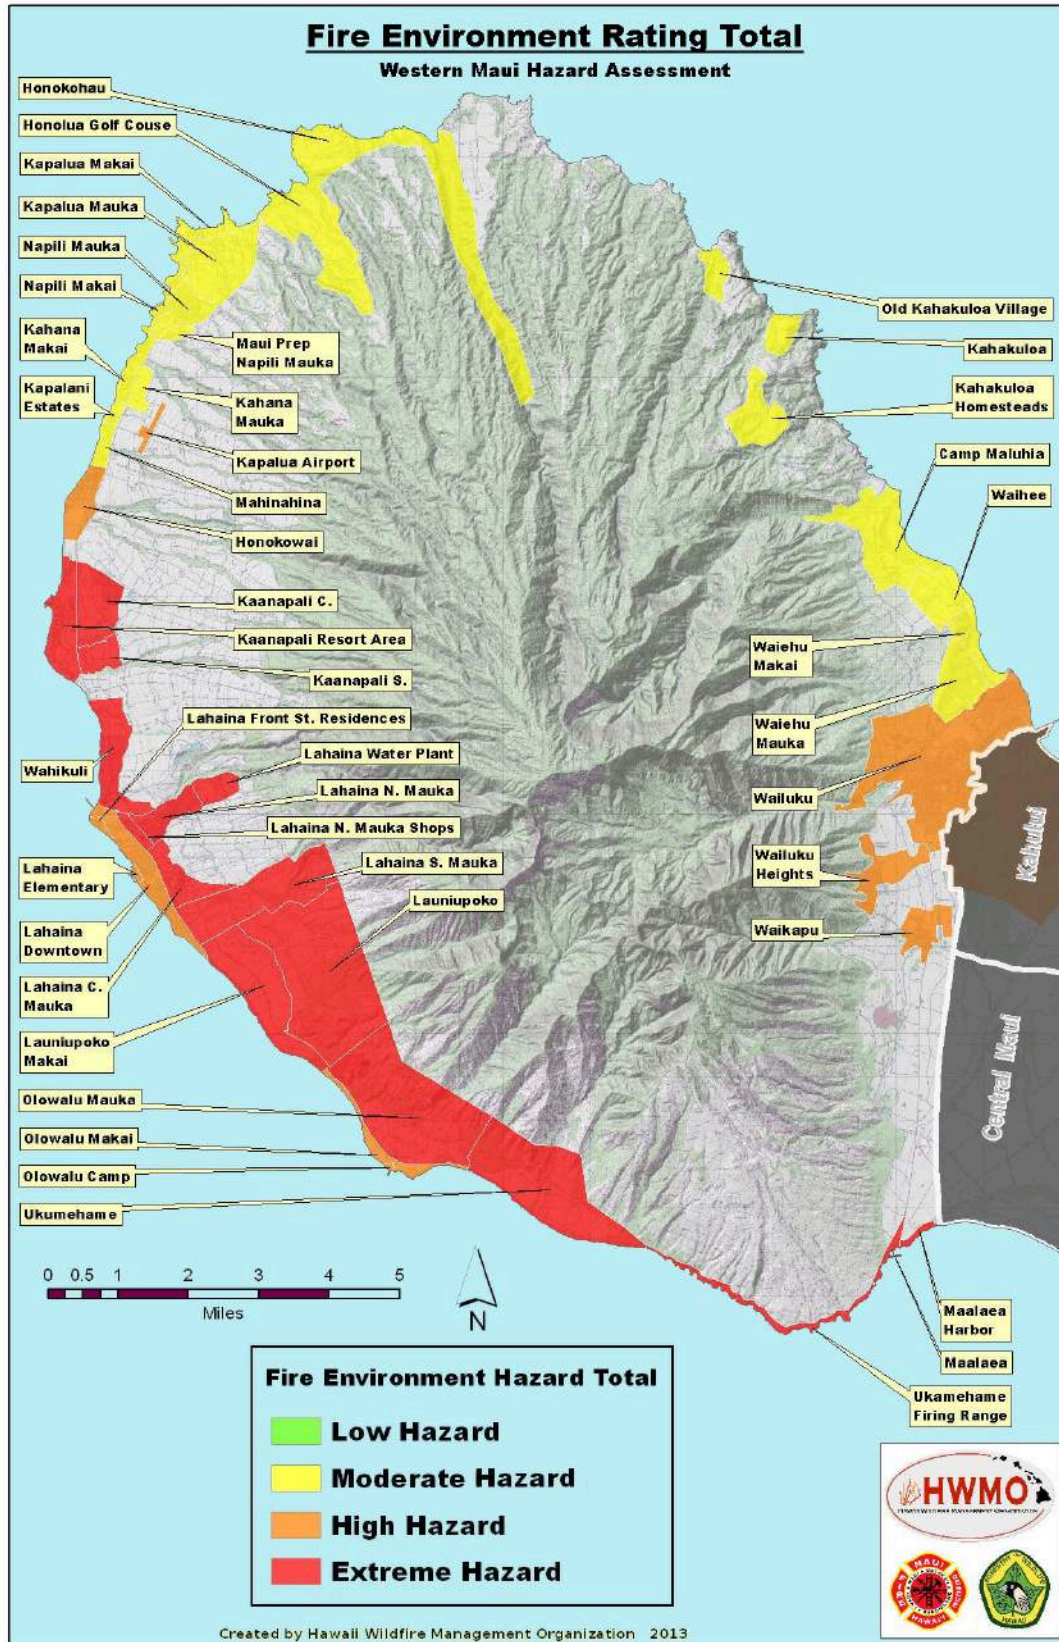 Fire Environment Rating Total
Western Maui Hazard Assessment
Honokohau
Honolua Golf Couse
Kapalua Makai
Kapalua Mauka
Napili Mauka
Napili Makai
Kahana
Makai
Kapalani
Estates
Maui Prep
Napili Mauka
Kahana
Mauka
Kapalua Airport
Mahinahina
Honokowai
Kaanapali C.
Kaanapali Resort Area
Kaanapali S.
Lahaina Front St. Residences
Wahikuli
Lahaina Water Plant
Lahaina N. Mauka
Lahaina N. Mauka Shops
Lahaina S. Mauka
Launiupoko
Lahaina
Elementary
Lahaina
Downtown
Lahaina C.
Mauka
Launiupoko
Makai
Olowalu Mauka
Olowalu Makai
Olowalu Camp
Ukumehame
Old Kahakuloa Village
Kahakuloa
Kahakuloa
Homesteads
Camp Maluhia
Waihee
Waiehu
Makai
Waiehu
Mauka
Wailuku
Wailuku
Heights
Waikapu
Kahului
Central Maui
Maalaea
Harbor
Maalaea
Ukamehame
Firing Range
0 0.5 1 2 3 4 5
Miles
N
Fire Environment Hazard Total
Low Hazard
Moderate Hazard
High Hazard
Extreme Hazard
HWMO
MAUI
HAWAII
Created by Hawaii Wildfire Management Organization 2013